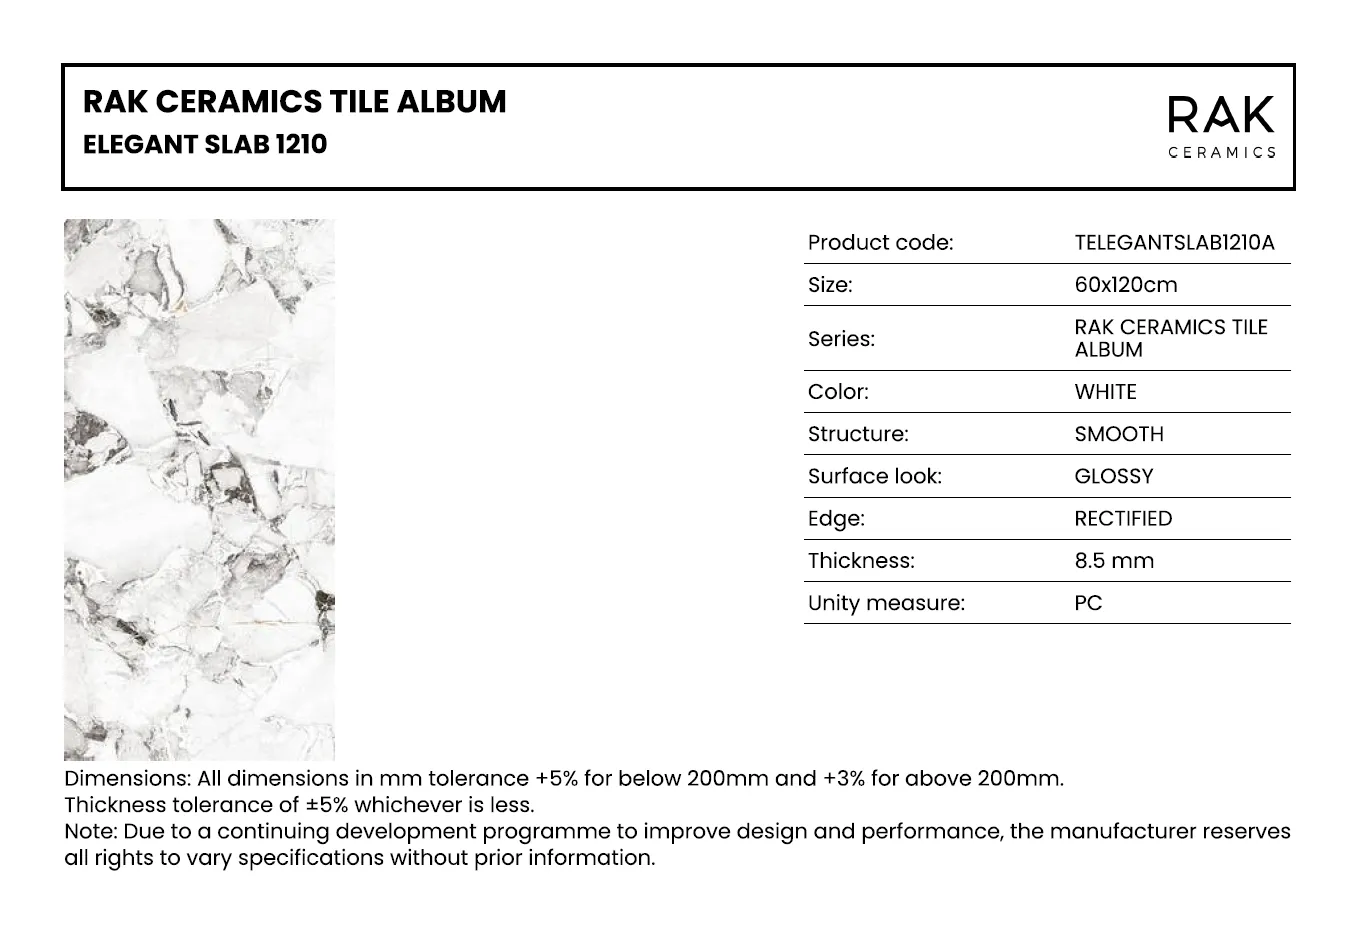 RAK CERAMICS TILE ALBUM
ELEGANT SLAB 1210
RAK
CERAMICS
Product code: TELEGANTSLAB1210A
Size: 60x120cm
Series: RAK CERAMICS TILE
ALBUM
Color: WHITE
Structure: SMOOTH
Surface look: GLOSSY
Edge: RECTIFIED
Thickness: 8.5 mm
Unity measure: PC
Dimensions: All dimensions in mm tolerance +5% for below 200mm and +3% for above 200mm.
Thickness tolerance of ±5% whichever is less.
Note: Due to a continuing development programme to improve design and performance, the manufacturer reserves
all rights to vary specifications without prior information.